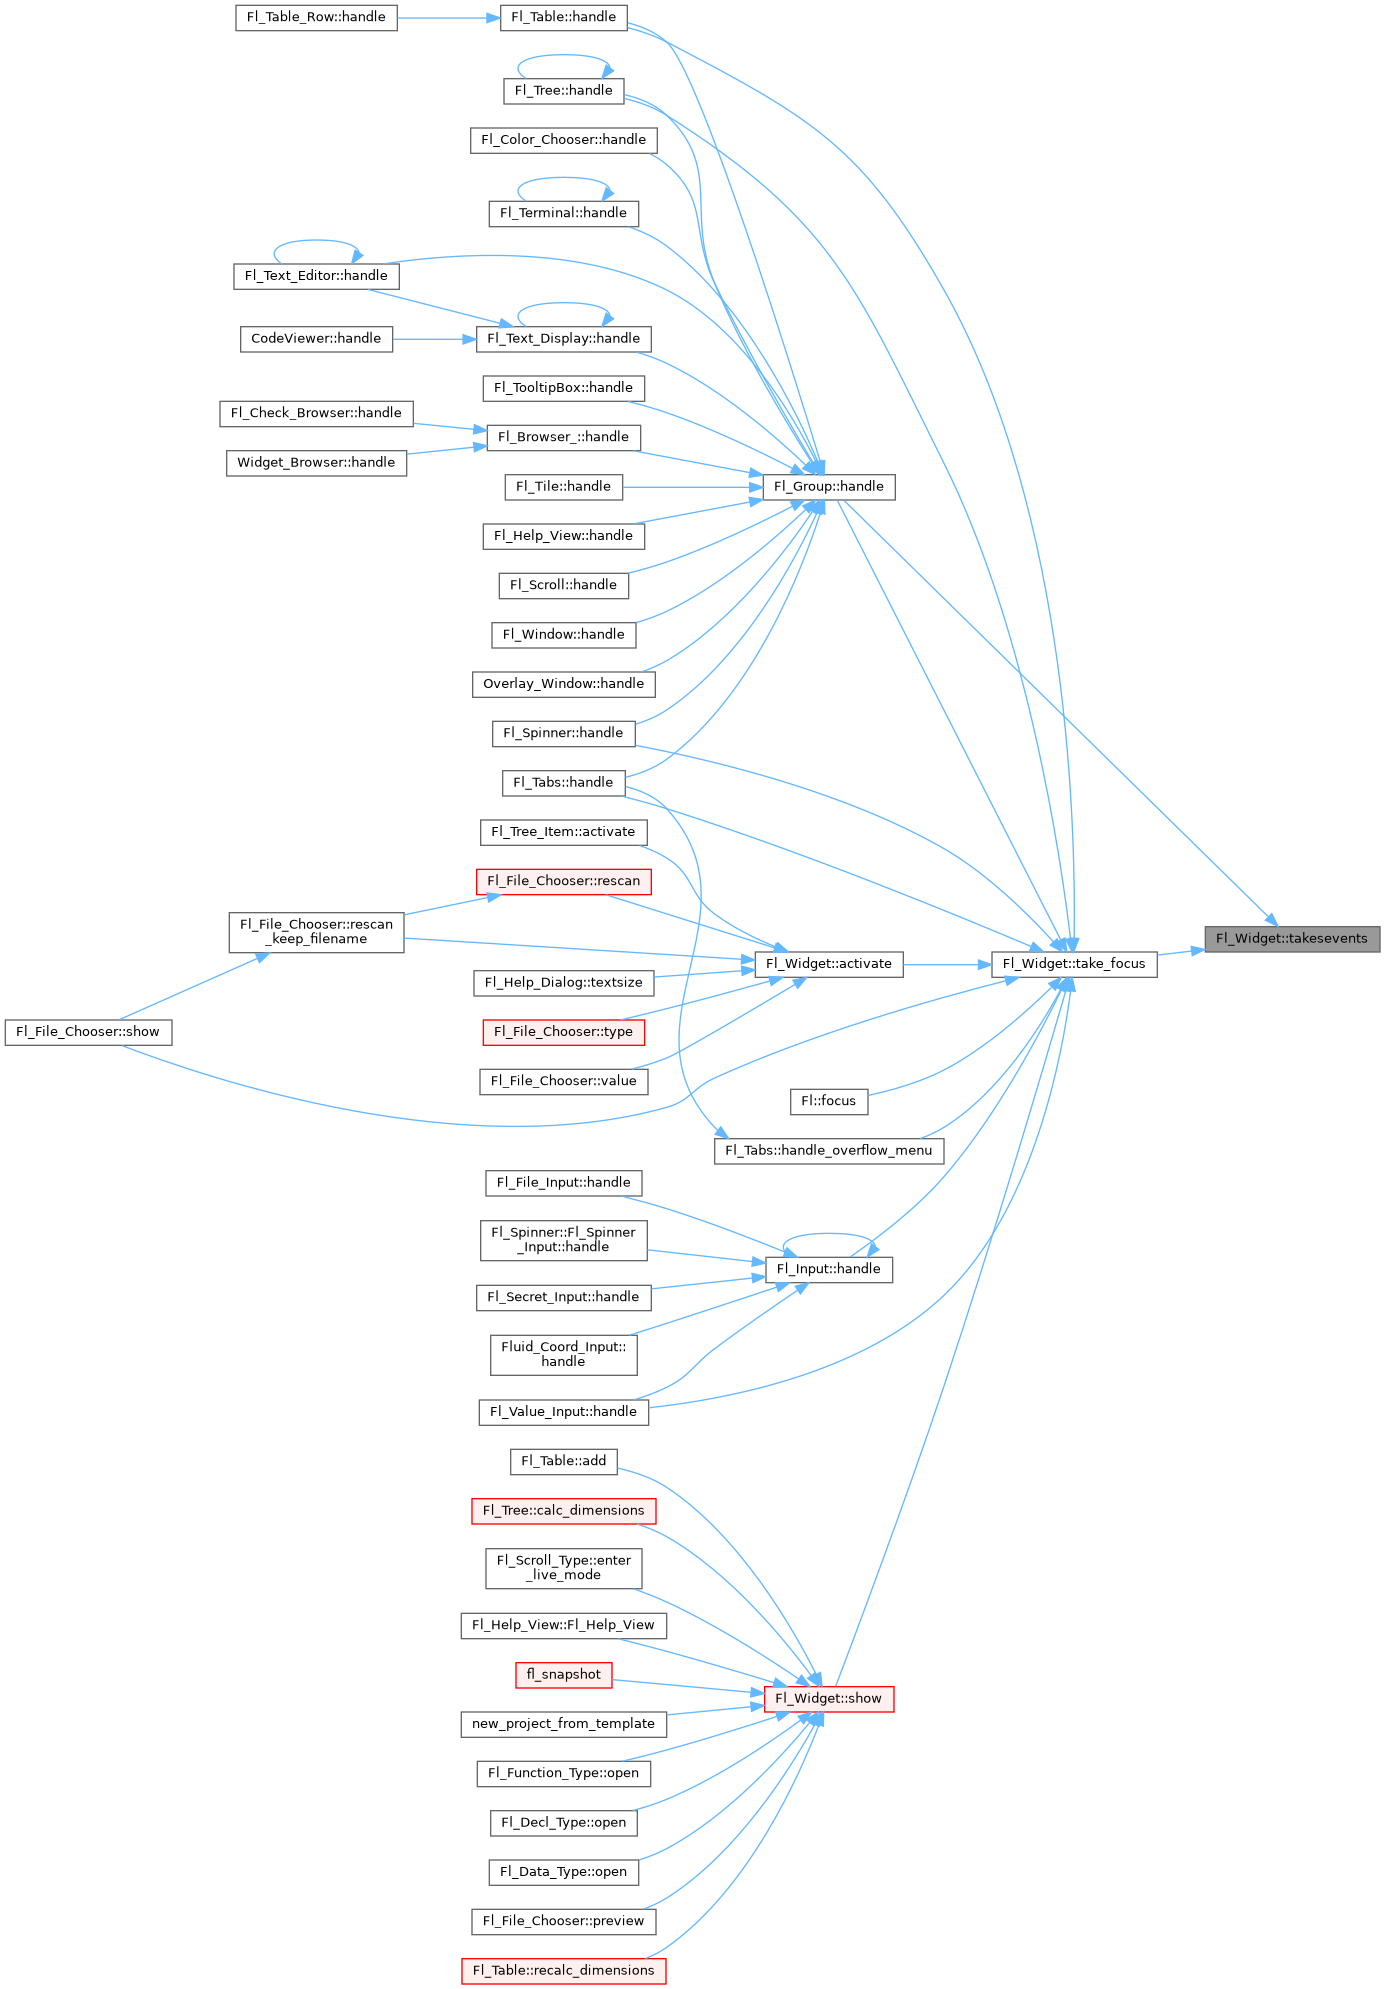 Fl_Table_Row::handle
Fl_Table::handle
Fl_Tree::handle
Fl_Color_Chooser::handle
Fl_Terminal::handle
Fl_Text_Editor::handle
CodeViewer::handle
Fl_Text_Display::handle
Fl_TooltipBox::handle
Fl_Check_Browser::handle
Fl_Browser_::handle
Widget_Browser::handle
Fl_Tile::handle
Fl_Group::handle
Fl_Help_View::handle
Fl_Scroll::handle
Fl_Window::handle
Overlay_Window::handle
Fl_Spinner::handle
Fl_Tabs::handle
Fl_Tree_Item::activate
Fl_File_Chooser::rescan
Fl_File_Chooser::rescan
_keep_filename
Fl_Widget::takesevents
Fl_Widget::activate
Fl_Widget::take_focus
Fl_Help_Dialog::textsize
Fl_File_Chooser::show
Fl_File_Chooser::type
Fl_File_Chooser::value
Fl::focus
Fl_Tabs::handle_overflow_menu
Fl_File_Input::handle
Fl_Spinner::Fl_Spinner
_Input::handle
Fl_Input::handle
Fl_Secret_Input::handle
Fluid_Coord_Input::
handle
Fl_Value_Input::handle
Fl_Table::add
Fl_Tree::calc_dimensions
Fl_Scroll_Type::enter
_live_mode
Fl_Help_View::Fl_Help_View
fl_snapshot
Fl_Widget::show
new_project_from_template
Fl_Function_Type::open
Fl_Decl_Type::open
Fl_Data_Type::open
Fl_File_Chooser::preview
Fl_Table::recalc_dimensions